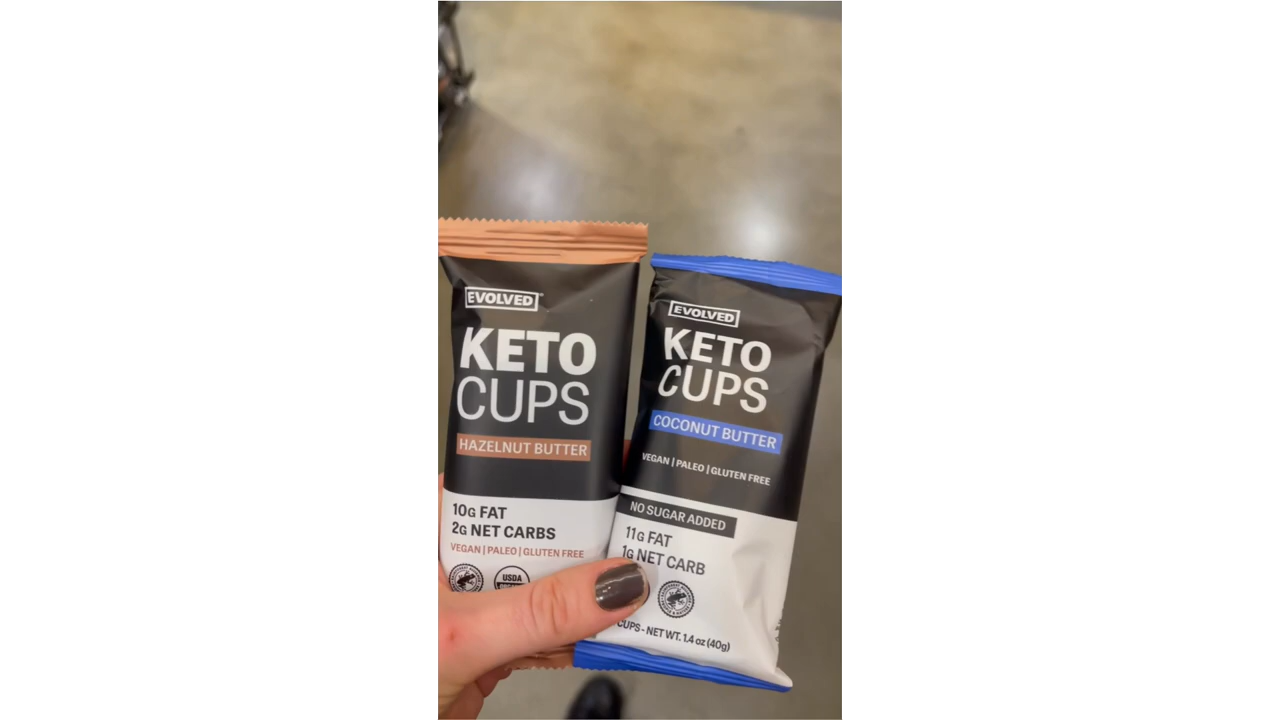 EVOLVED
KETO
CUPS
HAZELNUT BUTTER
10G FAT
2G NET CARBS
VEGAN | PALEO | GLUTEN FREE
USDA
EVOLVED
KETO
CUPS
COCONUT BUTTER
VEGAN | PALEO | GLUTEN FREE
NO SUGAR ADDED
11G FAT
1G NET CARB
CUPS - NET WT. 1.4 oz (40g)